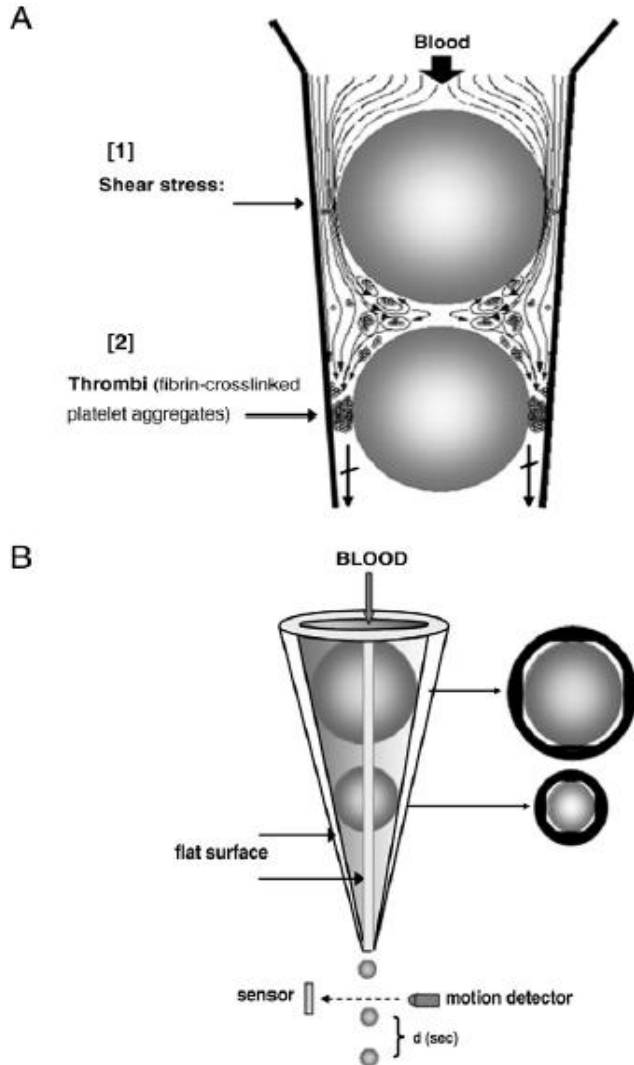 A
Blood
[1]
Shear stress:
[2]
Thrombi (fibrin-crosslinked
platelet aggregates)
B
BLOOD
flat surface
sensor
motion detector
d (sec)